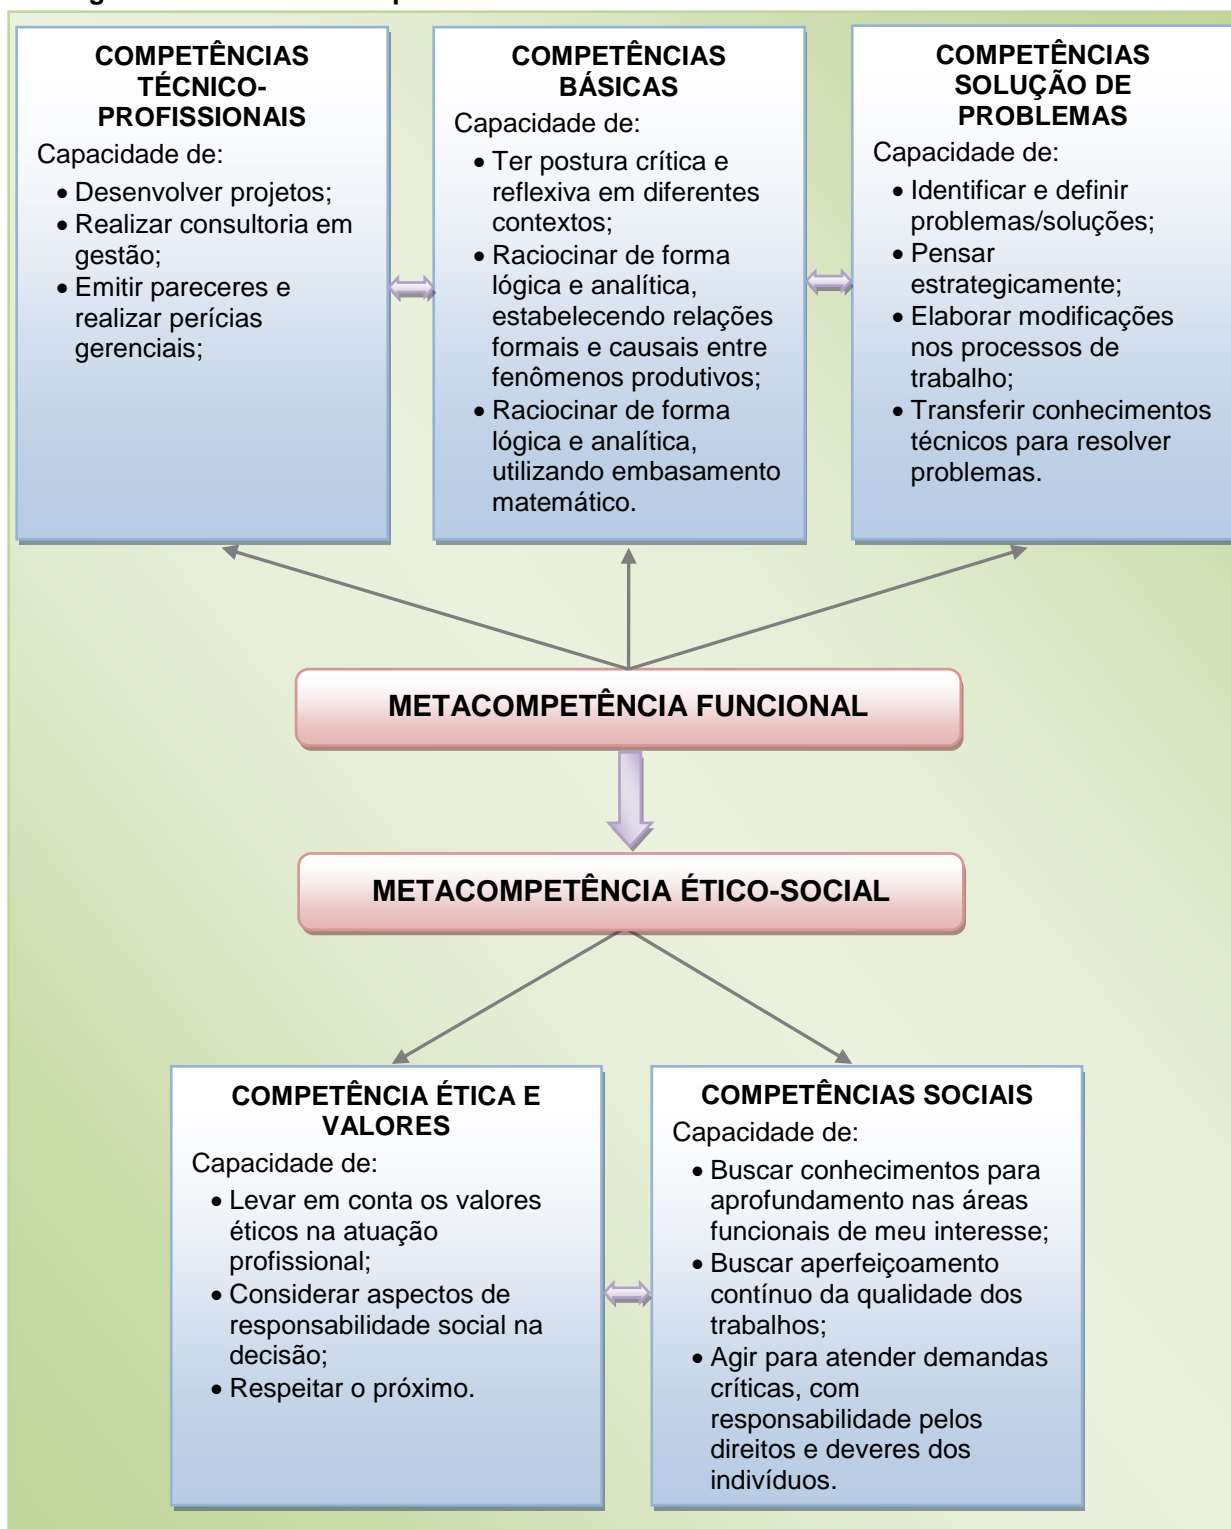 COMPETÊNCIAS
TÉCNICO-
PROFISSIONAIS
Capacidade de:
• Desenvolver projetos;
• Realizar consultoria em
gestão;
• Emitir pareceres e
realizar perícias
gerenciais;
COMPETÊNCIAS
BÁSICAS
Capacidade de:
• Ter postura crítica e
reflexiva em diferentes
contextos;
• Raciocinar de forma
lógica e analítica,
estabelecendo relações
formais e causais entre
fenômenos produtivos;
• Raciocinar de forma
lógica e analítica,
utilizando embasamento
matemático.
COMPETÊNCIAS
SOLUÇÃO DE
PROBLEMAS
Capacidade de:
• Identificar e definir
problemas/soluções;
• Pensar
estrategicamente;
• Elaborar modificações
nos processos de
trabalho;
• Transferir conhecimentos
técnicos para resolver
problemas.
METACOMPETÊNCIA FUNCIONAL
METACOMPETÊNCIA ÉTICO-SOCIAL
COMPETÊNCIA ÉTICA E
VALORES
Capacidade de:
• Levar em conta os valores
éticos na atuação
profissional;
• Considerar aspectos de
responsabilidade social na
decisão;
• Respeitar o próximo.
COMPETÊNCIAS SOCIAIS
Capacidade de:
• Buscar conhecimentos para
aprofundamento nas áreas
funcionais de meu interesse;
• Buscar aperfeiçoamento
contínuo da qualidade dos
trabalhos;
• Agir para atender demandas
críticas, com
responsabilidade pelos
direitos e deveres dos
indivíduos.